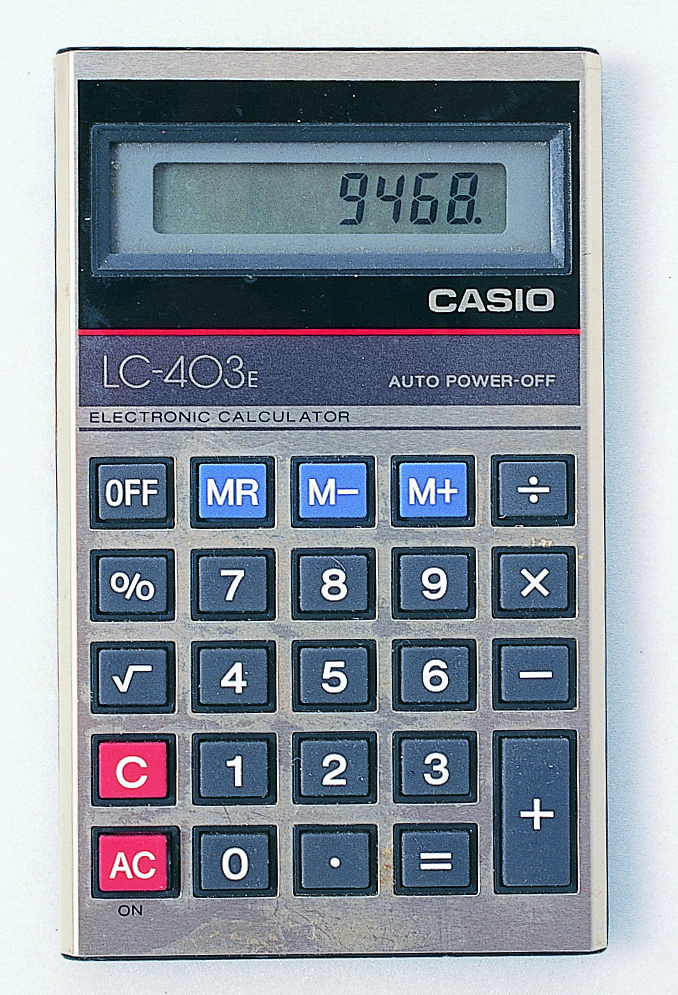 9468.
CASIO
LC-403E AUTO POWER-OFF
ELECTRONIC CALCULATOR
OFF MR M− M+ ÷
% 7 8 9 ×
√ 4 5 6 −
C 1 2 3
+
AC 0 · =
ON